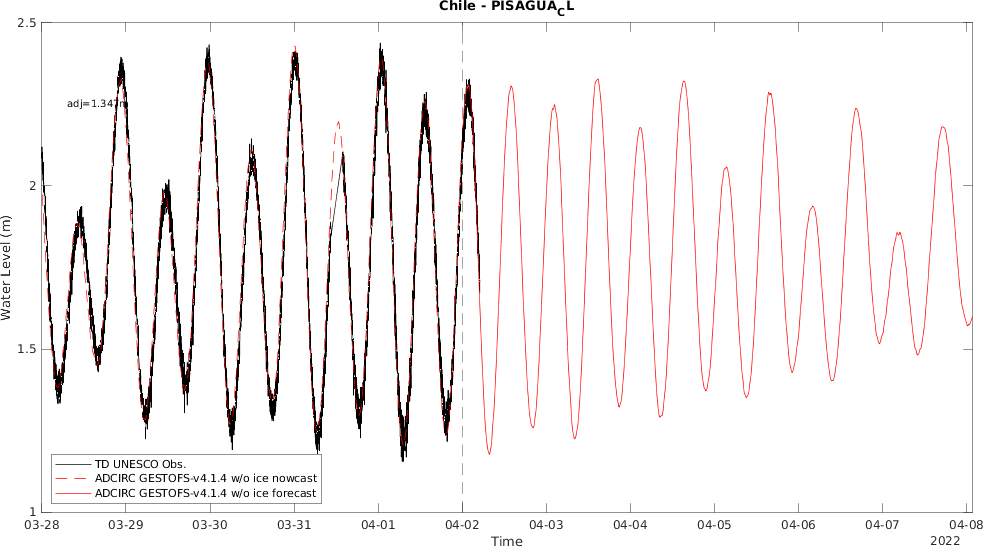 Chile - PISAGUA_CL
2.5
adj=1.347m
2
Water Level (m)
1.5
TD UNESCO Obs.
ADCIRC GESTOFS-v4.1.4 w/o ice nowcast
ADCIRC GESTOFS-v4.1.4 w/o ice forecast
1
03-28 03-29 03-30 03-31 04-01 04-02 04-03 04-04 04-05 04-06 04-07 04-08
Time
2022